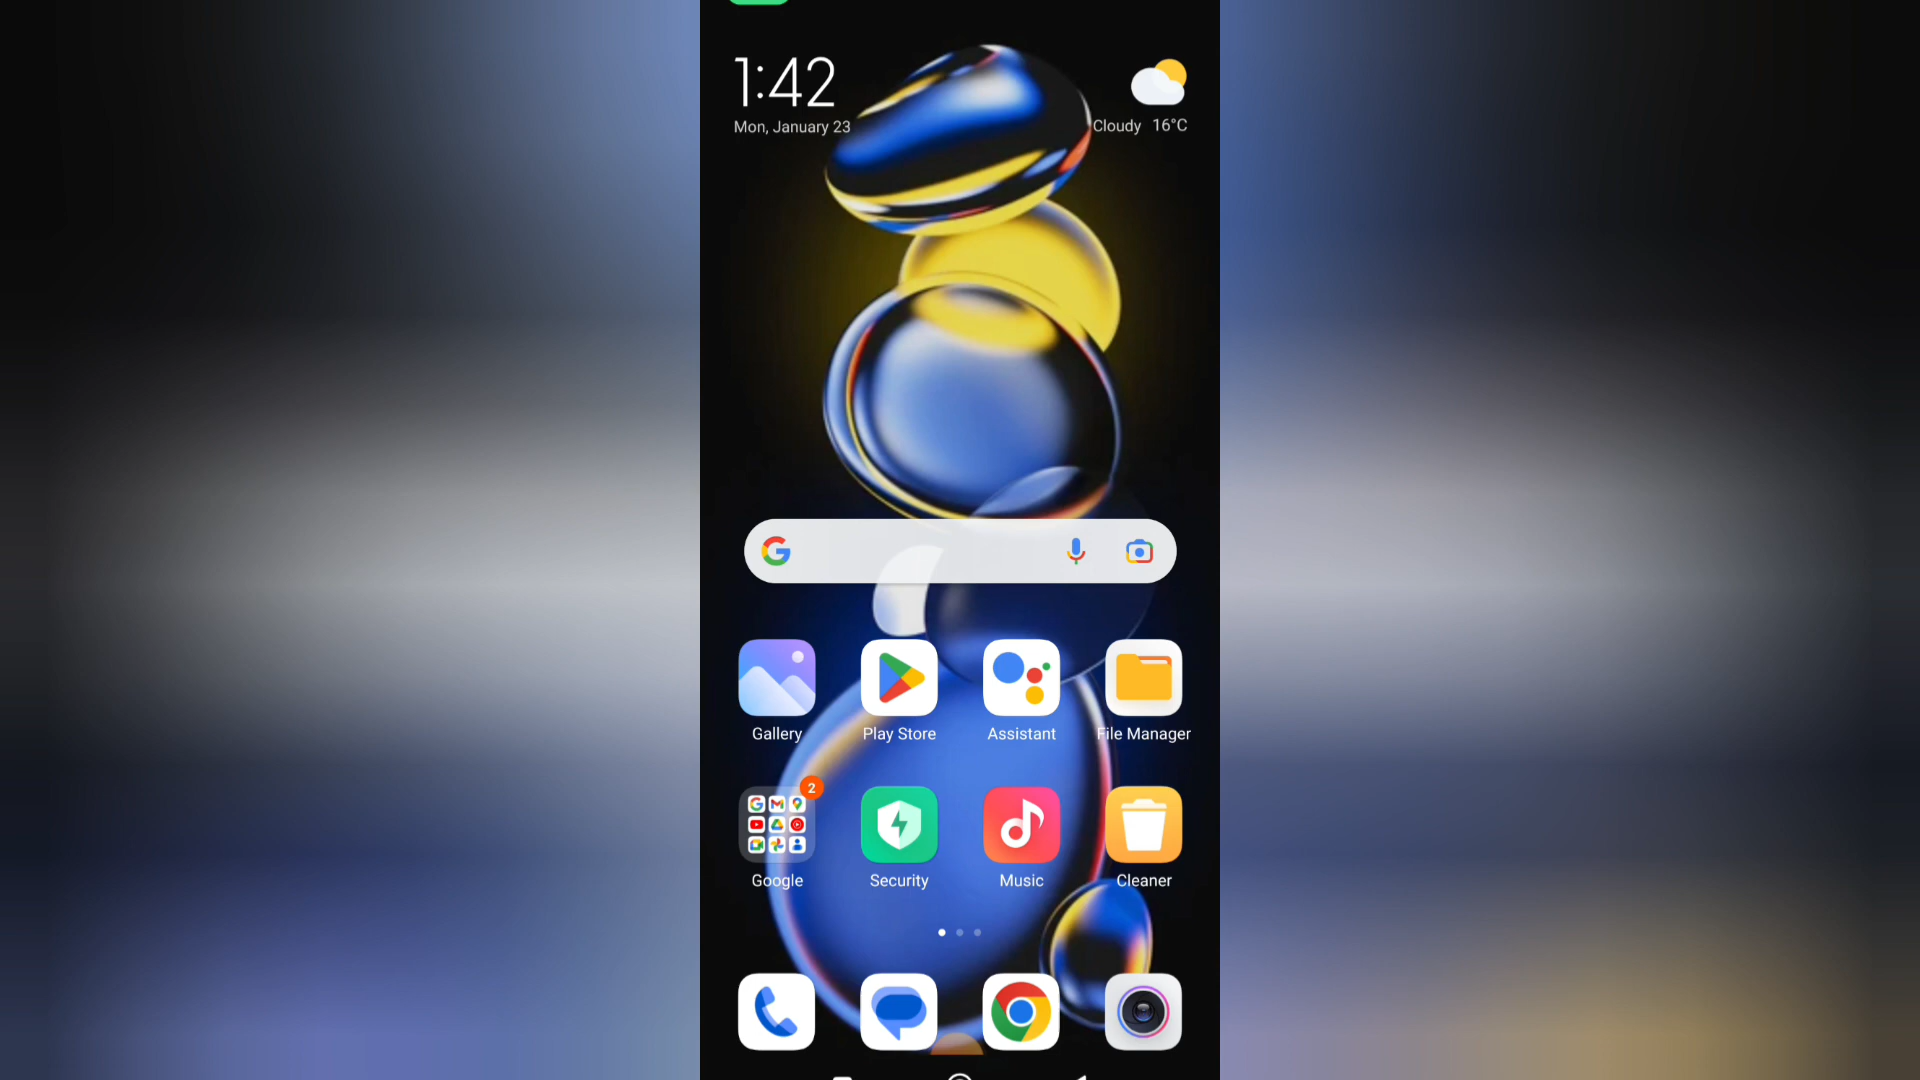 1:42
Mon, January 23
Cloudy 16°C
Gallery
Play Store
Assistant
File Manager
2
Google
Security
Music
Cleaner